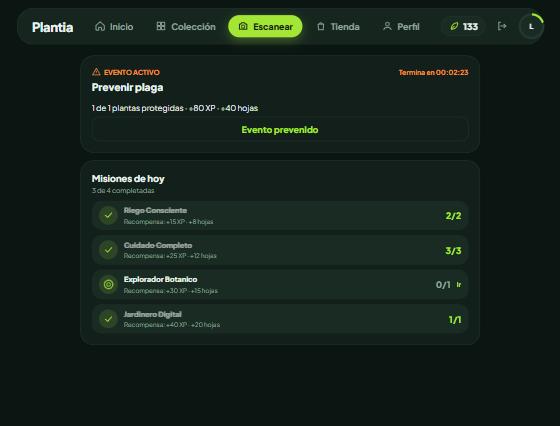 Plantia
Inicio
Colección
Escanear
Tienda
Perfil
133
L
EVENTO ACTIVO
Termina en 00:02:23
Prevenir plaga
1 de 1 plantas protegidas · +80 XP · +40 hojas
Evento prevenido
Misiones de hoy
3 de 4 completadas
Riego Consciente
Recompensa: +15 XP · +8 hojas
2/2
Cuidado Completo
Recompensa: +25 XP · +12 hojas
3/3
Explorador Botanico
Recompensa: +30 XP · +15 hojas
0/1 Ir
Jardinero Digital
Recompensa: +40 XP · +20 hojas
1/1